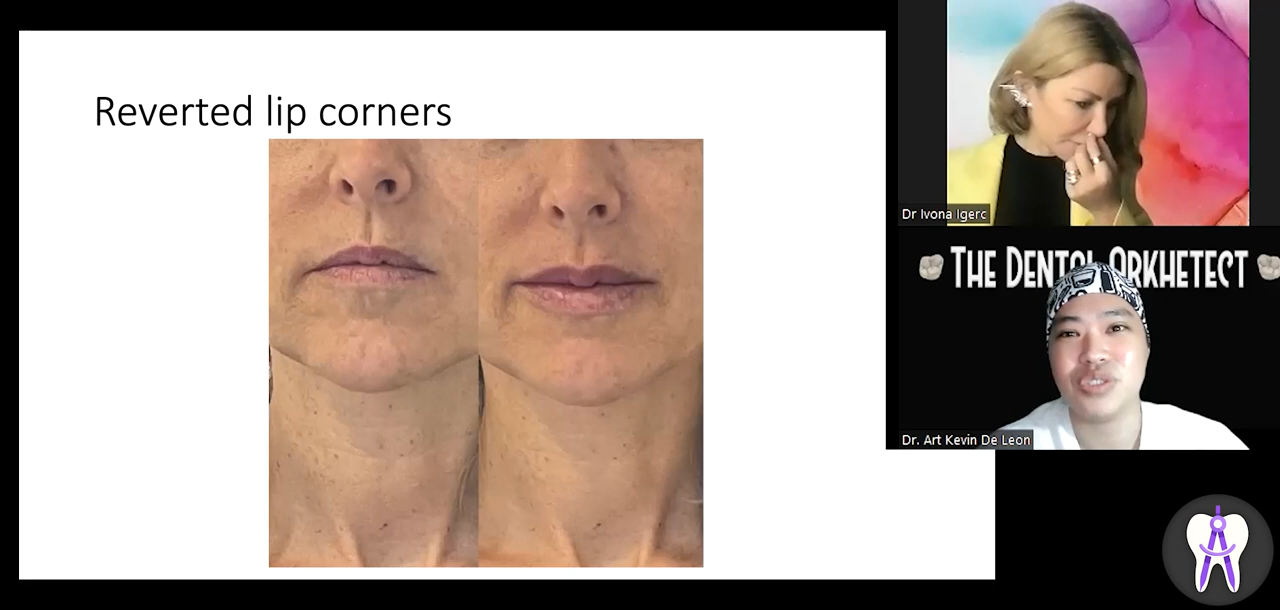 Reverted lip corners
Dr Ivona Igerc
THE DENTAL ARKHETECT
Dr. Art Kevin De Leon